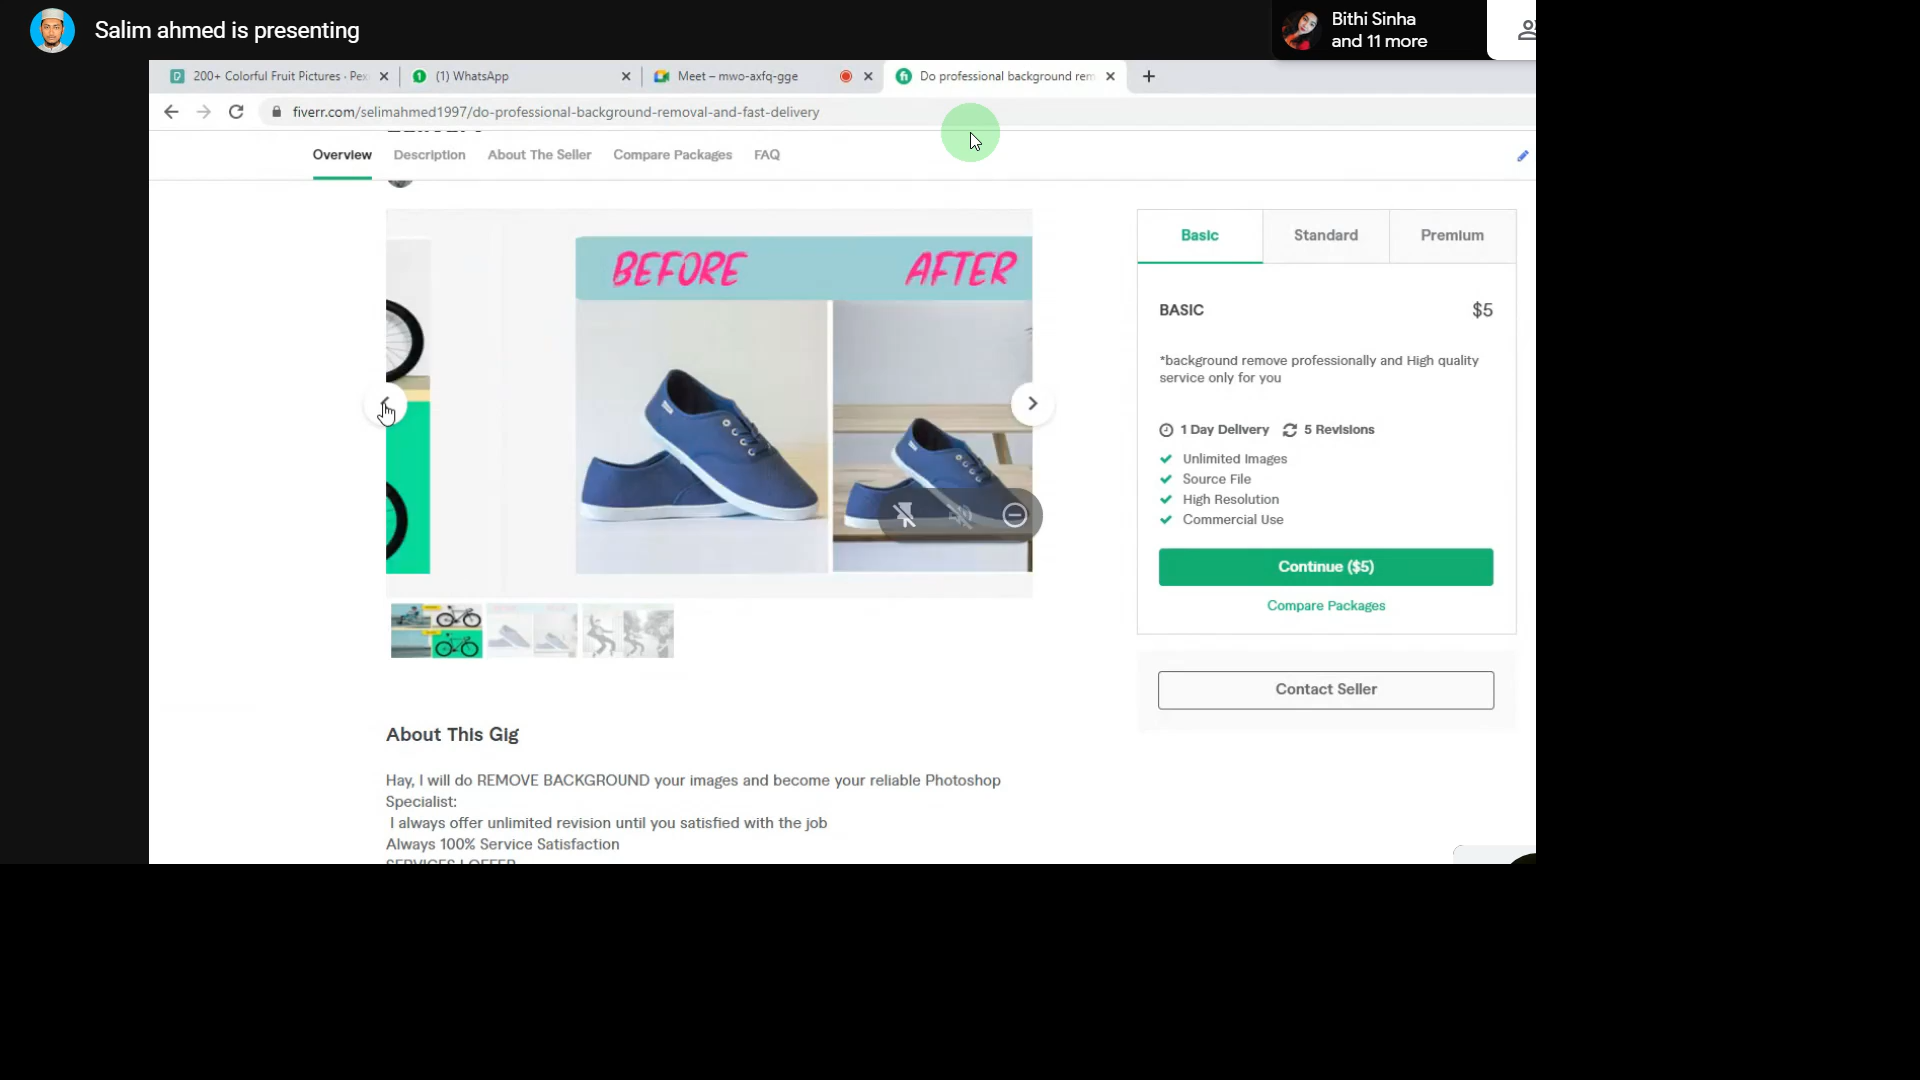 Salim ahmed is presenting
Bithi Sinha
and 11 more
200+ Colorful Fruit Pictures · Pex
(1) WhatsApp
Meet – mwo-axfq-gge
Do professional background rem
fiverr.com/selimahmed1997/do-professional-background-removal-and-fast-delivery
Overview
Description
About The Seller
Compare Packages
FAQ
BEFORE
AFTER
Basic
Standard
Premium
BASIC
$5
*background remove professionally and High quality
service only for you
1 Day Delivery
5 Revisions
Unlimited Images
Source File
High Resolution
Commercial Use
Continue ($5)
Compare Packages
Contact Seller
About This Gig
Hay, I will do REMOVE BACKGROUND your images and become your reliable Photoshop
Specialist:
I always offer unlimited revision until you satisfied with the job
Always 100% Service Satisfaction
SERVICES I OFFER